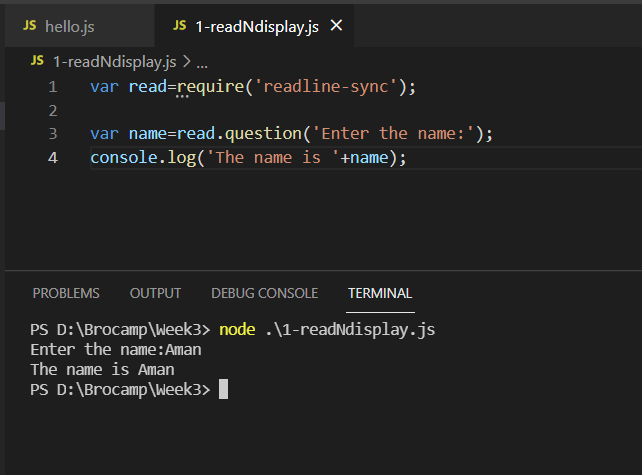 JS hello.js JS 1-readNdisplay.js ×
JS 1-readNdisplay.js > ...
1 var read=require('readline-sync');
2
3 var name=read.question('Enter the name:');
4 console.log('The name is '+name);
PROBLEMS OUTPUT DEBUG CONSOLE TERMINAL
PS D:\Brocamp\Week3> node .\1-readNdisplay.js
Enter the name:Aman
The name is Aman
PS D:\Brocamp\Week3>